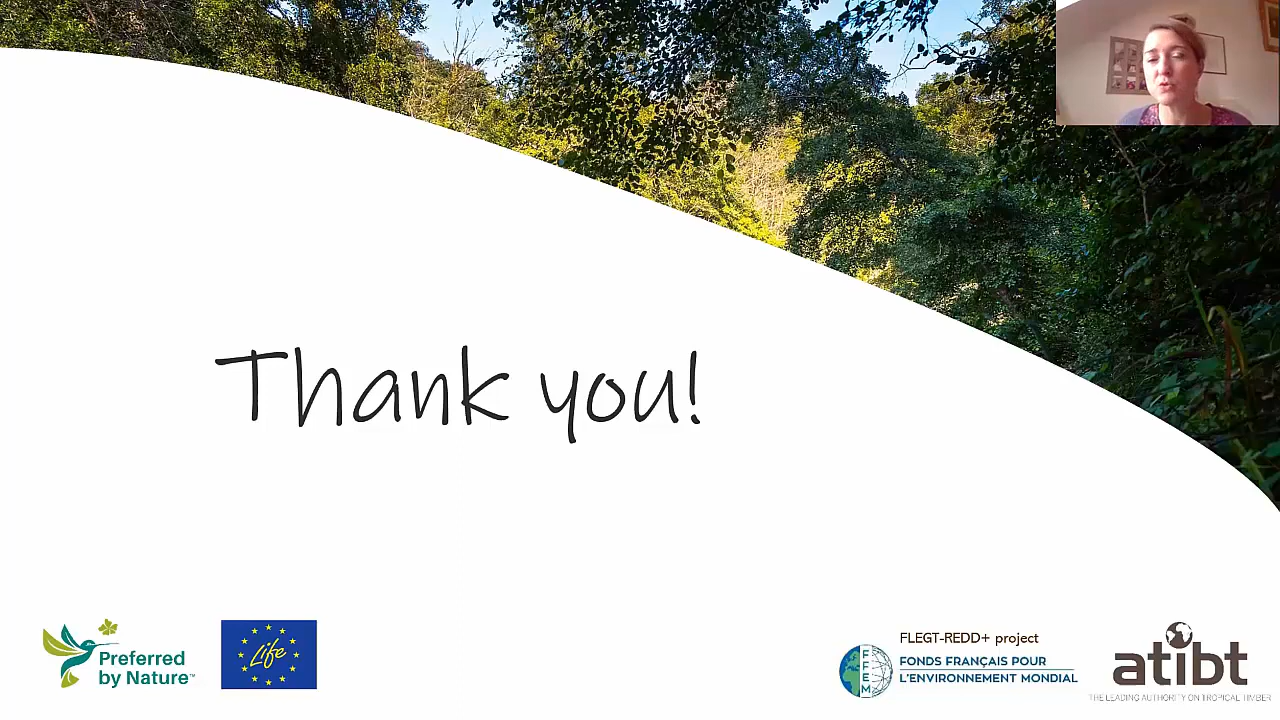 Thank you!
Preferred
by Nature™
Life
FLEGT-REDD+ project
FFEM
FONDS FRANÇAIS POUR
L'ENVIRONNEMENT MONDIAL
atibt
THE LEADING AUTHORITY ON TROPICAL TIMBER